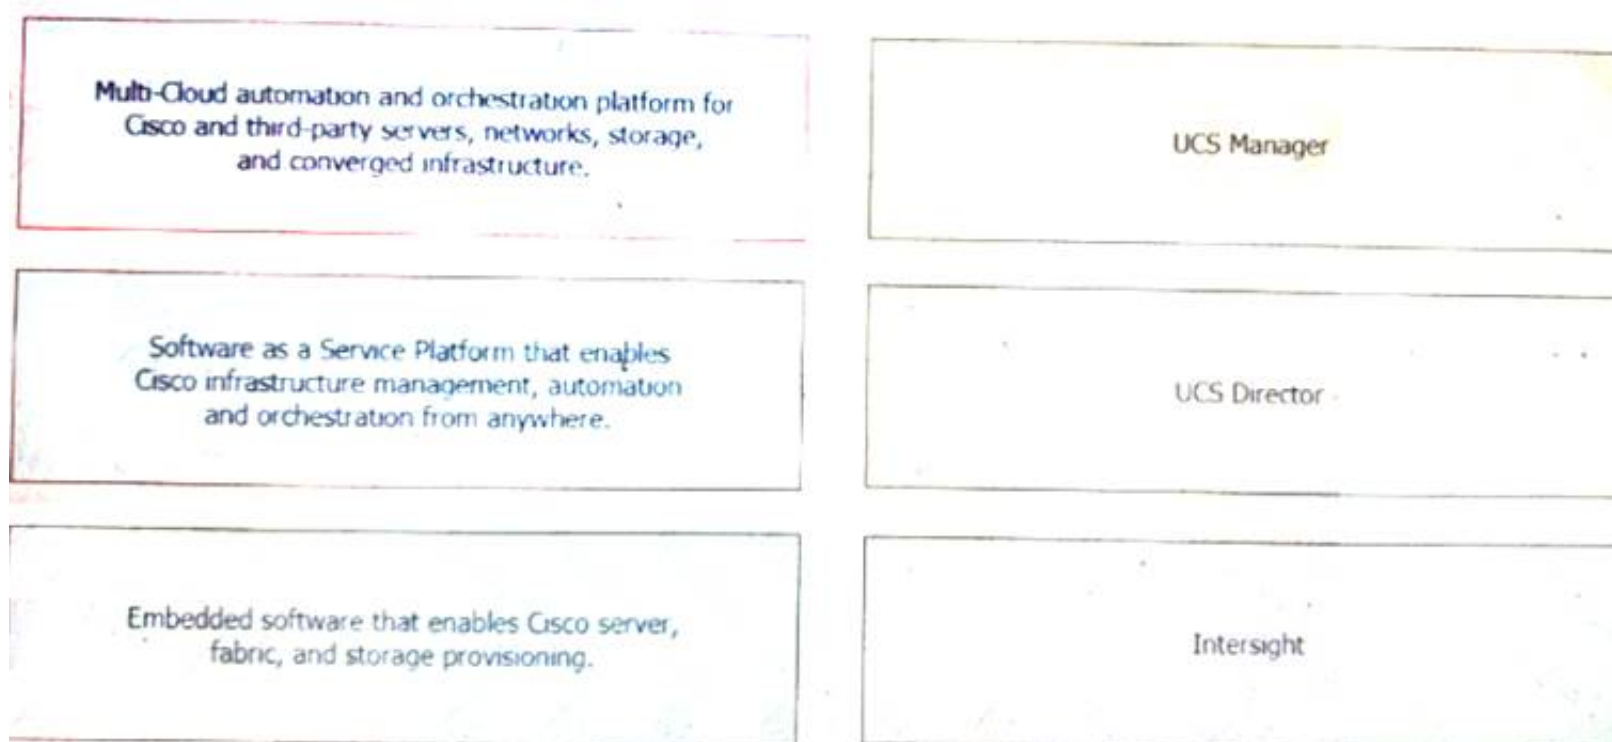 Multi-Cloud automation and orchestration platform for
Cisco and third-party servers, networks, storage,
and converged infrastructure.
UCS Manager
Software as a Service Platform that enables
Cisco infrastructure management, automation
and orchestration from anywhere.
UCS Director
Embedded software that enables Cisco server,
fabric, and storage provisioning.
Intersight